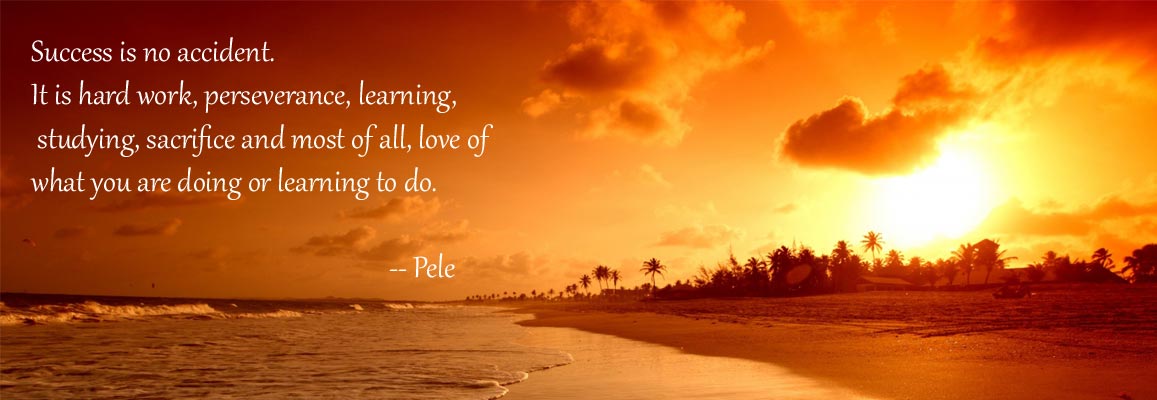 Success is no accident.
It is hard work, perseverance, learning,
studying, sacrifice and most of all, love of
what you are doing or learning to do.
-- Pele